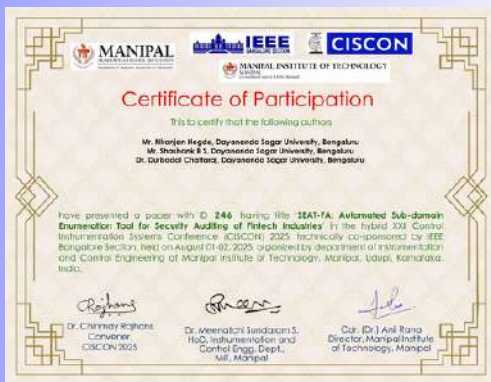 MANIPAL
IEEE
BANGALORE SECTION
CISCON
MANIPAL INSTITUTE OF TECHNOLOGY
MANIPAL
Certificate of Participation
This is to certify that the following authors
Mr. Niranjan Hegde, Dayananda Sagar University, Bengaluru
Mr. Shashank B S, Dayananda Sagar University, Bengaluru
Dr. Durbadal Chattaraj, Dayananda Sagar University, Bengaluru
have presented a paper with ID 246 having title 'SEAT-FA: Automated Sub-domain
Enumeration Tool for Security Auditing of Fintech Industries' in the hybrid XXI Control
Instrumentation Systems Conference (CISCON) 2025, technically co-sponsored by IEEE
Bangalore Section, held on August 01-02, 2025, organized by department of Instrumentation
and Control Engineering of Manipal Institute of Technology, Manipal, Udupi, Karnataka,
India.
Dr. Chinmay Rajhans
Convener
CISCON 2025
Dr. Meenatchi Sundaram S.
HoD, Instrumentation and
Control Engg. Dept.,
MIT, Manipal
Cdr. (Dr.) Anil Rana
Director, Manipal Institute
of Technology, Manipal